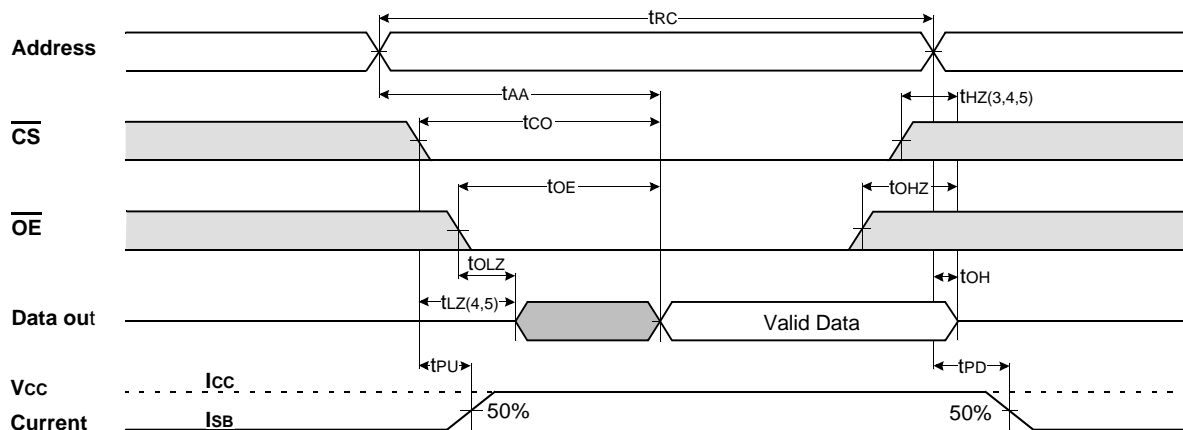 tRC
Address
tAA
tHZ(3,4,5)
CS
tCO
tOE
tOHZ
OE
tOLZ
tOH
tLZ(4,5)
Data out
Valid Data
tPU
tPD
VCC
ICC
50%
50%
Current
ISB